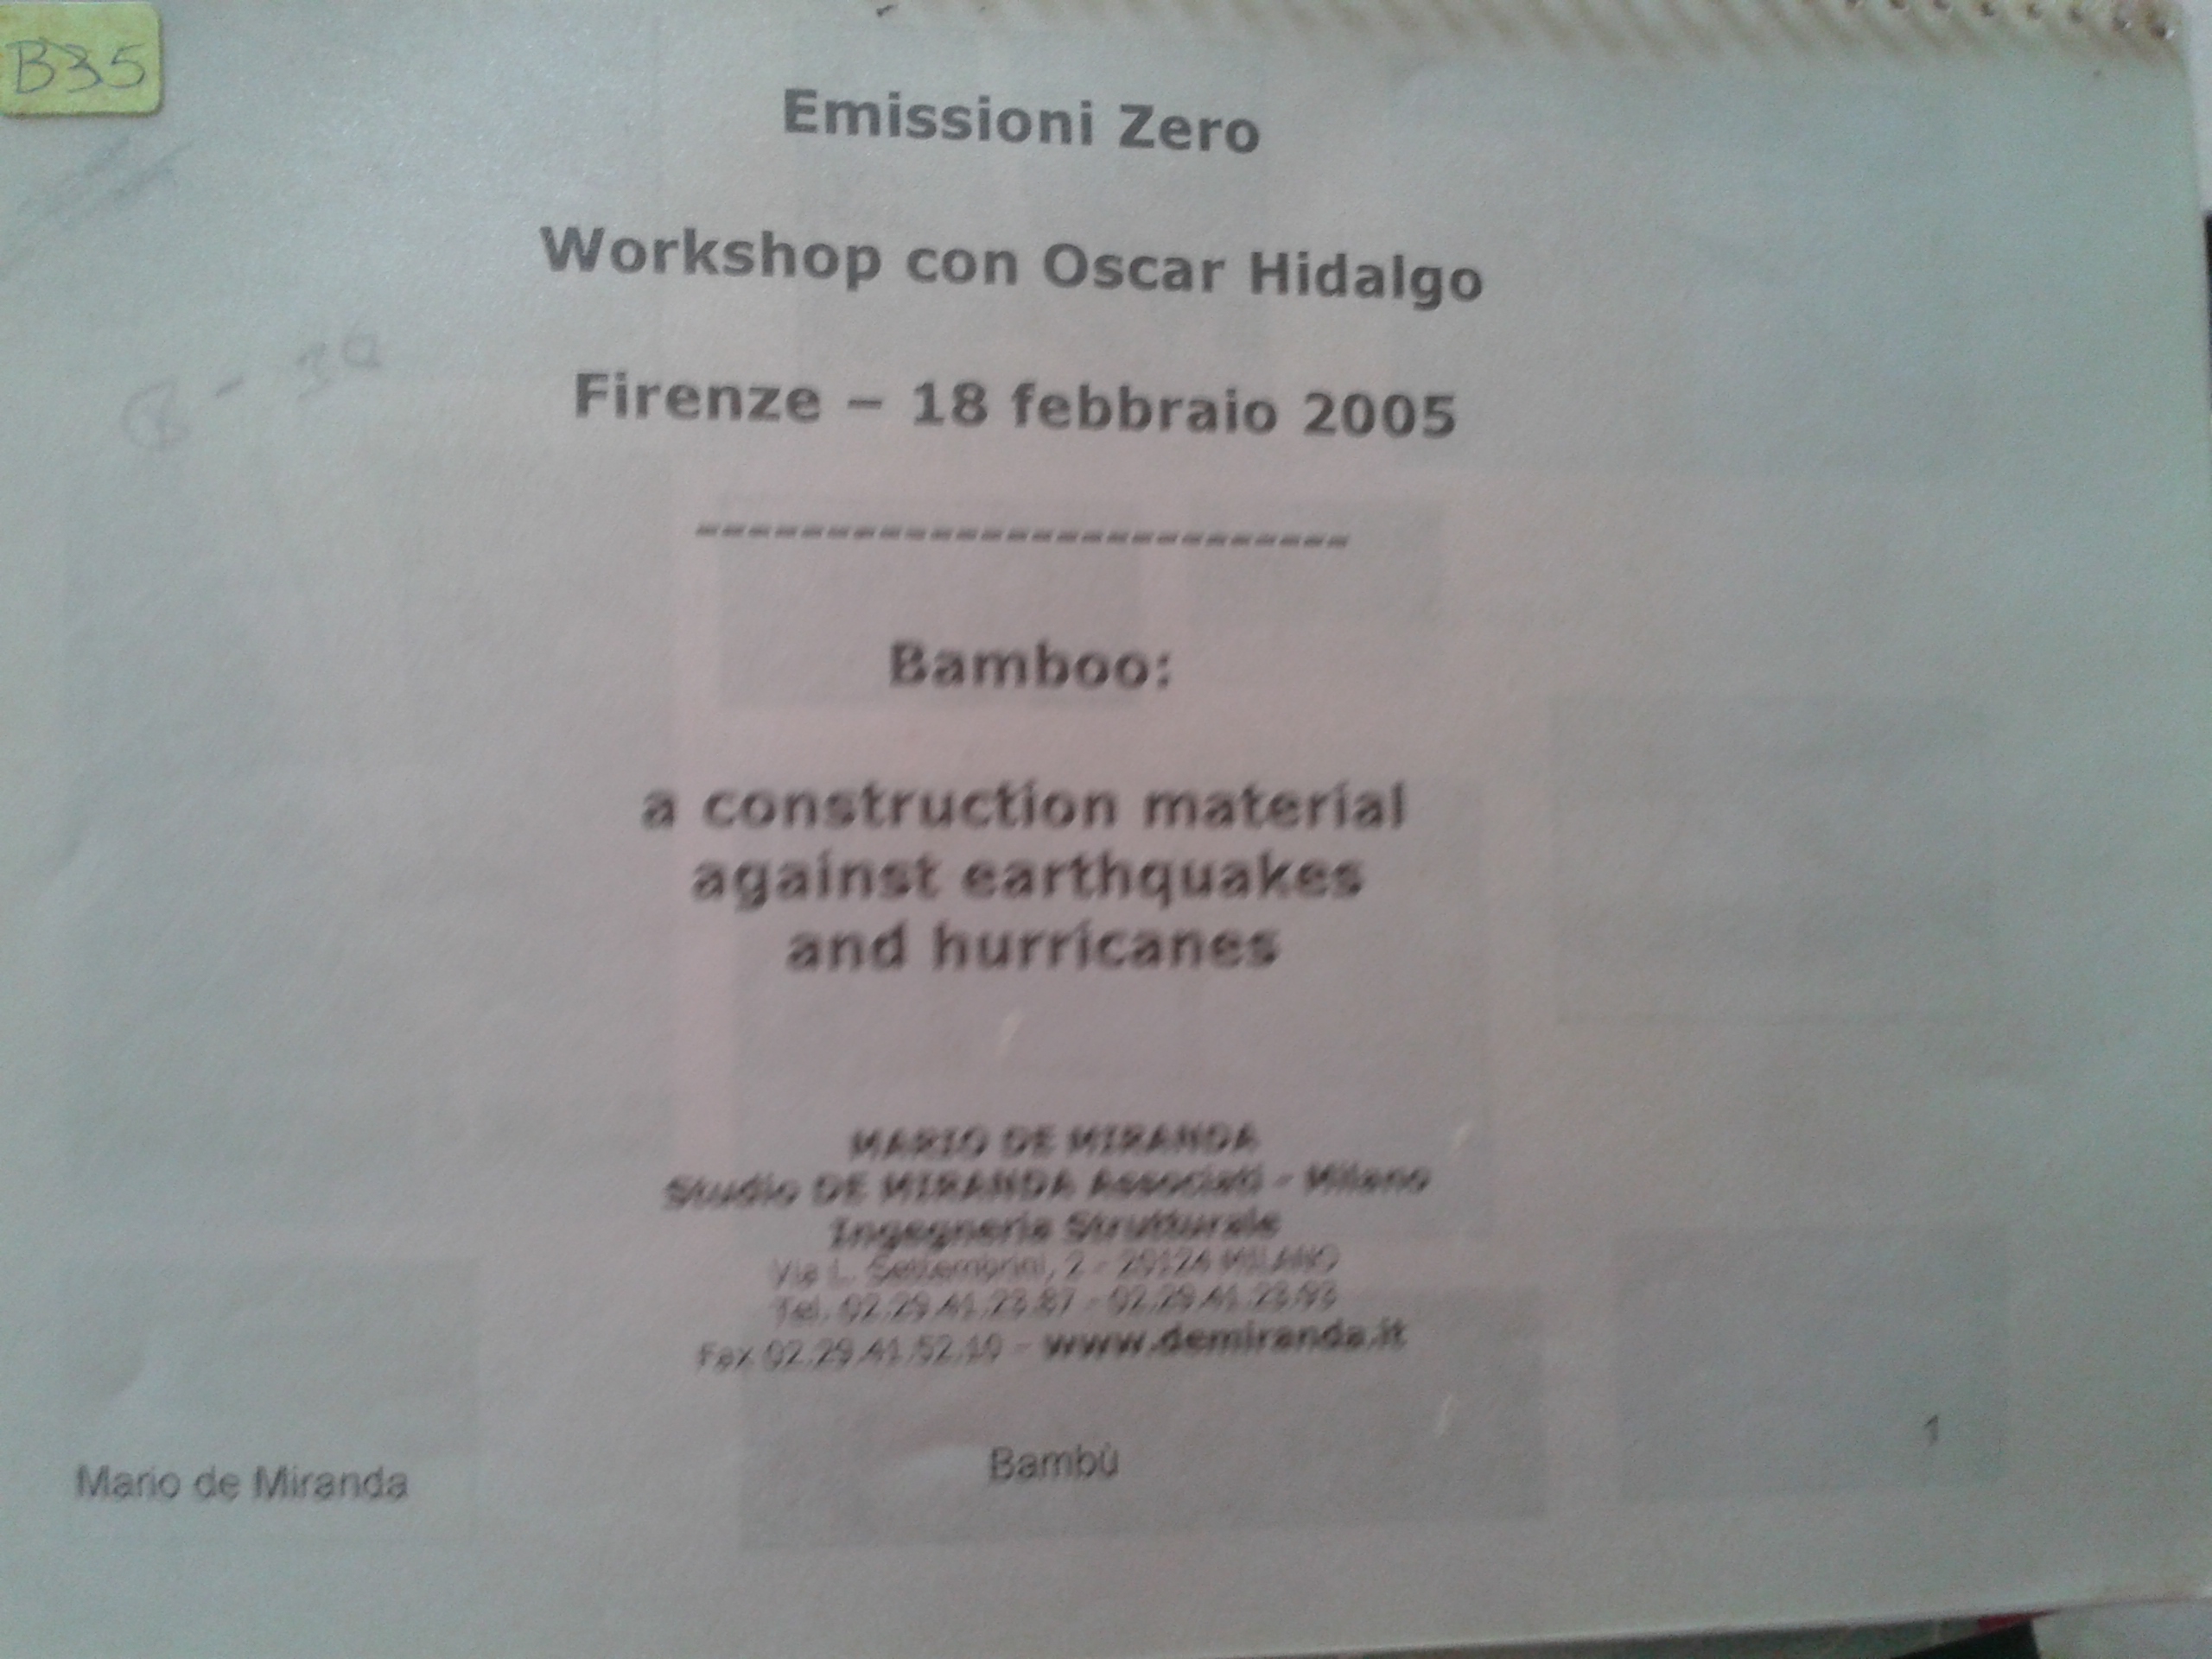 B35
Emissioni Zero
Workshop con Oscar Hidalgo
Firenze – 18 febbraio 2005
---------------------------
Bamboo:
a construction material
against earthquakes
and hurricanes
MARIO DE MIRANDA
Studio DE MIRANDA Associati - Milano
Ingegneria Strutturale
Via L. Settembrini, 2 - 20124 MILANO
Tel. 02.29.41.23.87 - 02.29.41.23.93
Fax 02.29.41.52.10 - www.demiranda.it
Mario de Miranda
Bambù
1